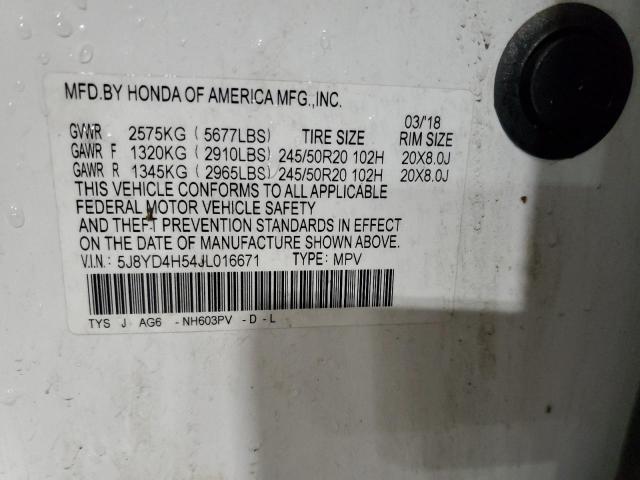 MFD.BY HONDA OF AMERICA MFG.,INC.
03/'18
GVWR 2575KG (5677LBS) TIRE SIZE RIM SIZE
GAWR F 1320KG (2910LBS) 245/50R20 102H 20X8.0J
GAWR R 1345KG (2965LBS) 245/50R20 102H 20X8.0J
THIS VEHICLE CONFORMS TO ALL APPLICABLE
FEDERAL MOTOR VEHICLE SAFETY
AND THEFT PREVENTION STANDARDS IN EFFECT
ON THE DATE OF MANUFACTURE SHOWN ABOVE.
V.I.N.: 5J8YD4H54JL016671 TYPE: MPV
TYS J AG6 -NH603PV -D-L